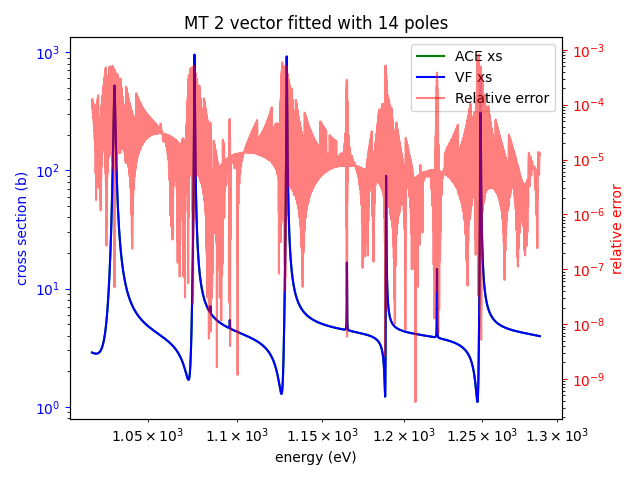 MT 2 vector fitted with 14 poles
ACE xs
VF xs
Relative error
cross section (b)
10³
10²
10¹
10⁰
10⁻³
10⁻⁴
10⁻⁵
10⁻⁶
10⁻⁷
10⁻⁸
10⁻⁹
relative error
1.05 × 10³ 1.1 × 10³ 1.15 × 10³ 1.2 × 10³ 1.25 × 10³ 1.3 × 10³
energy (eV)